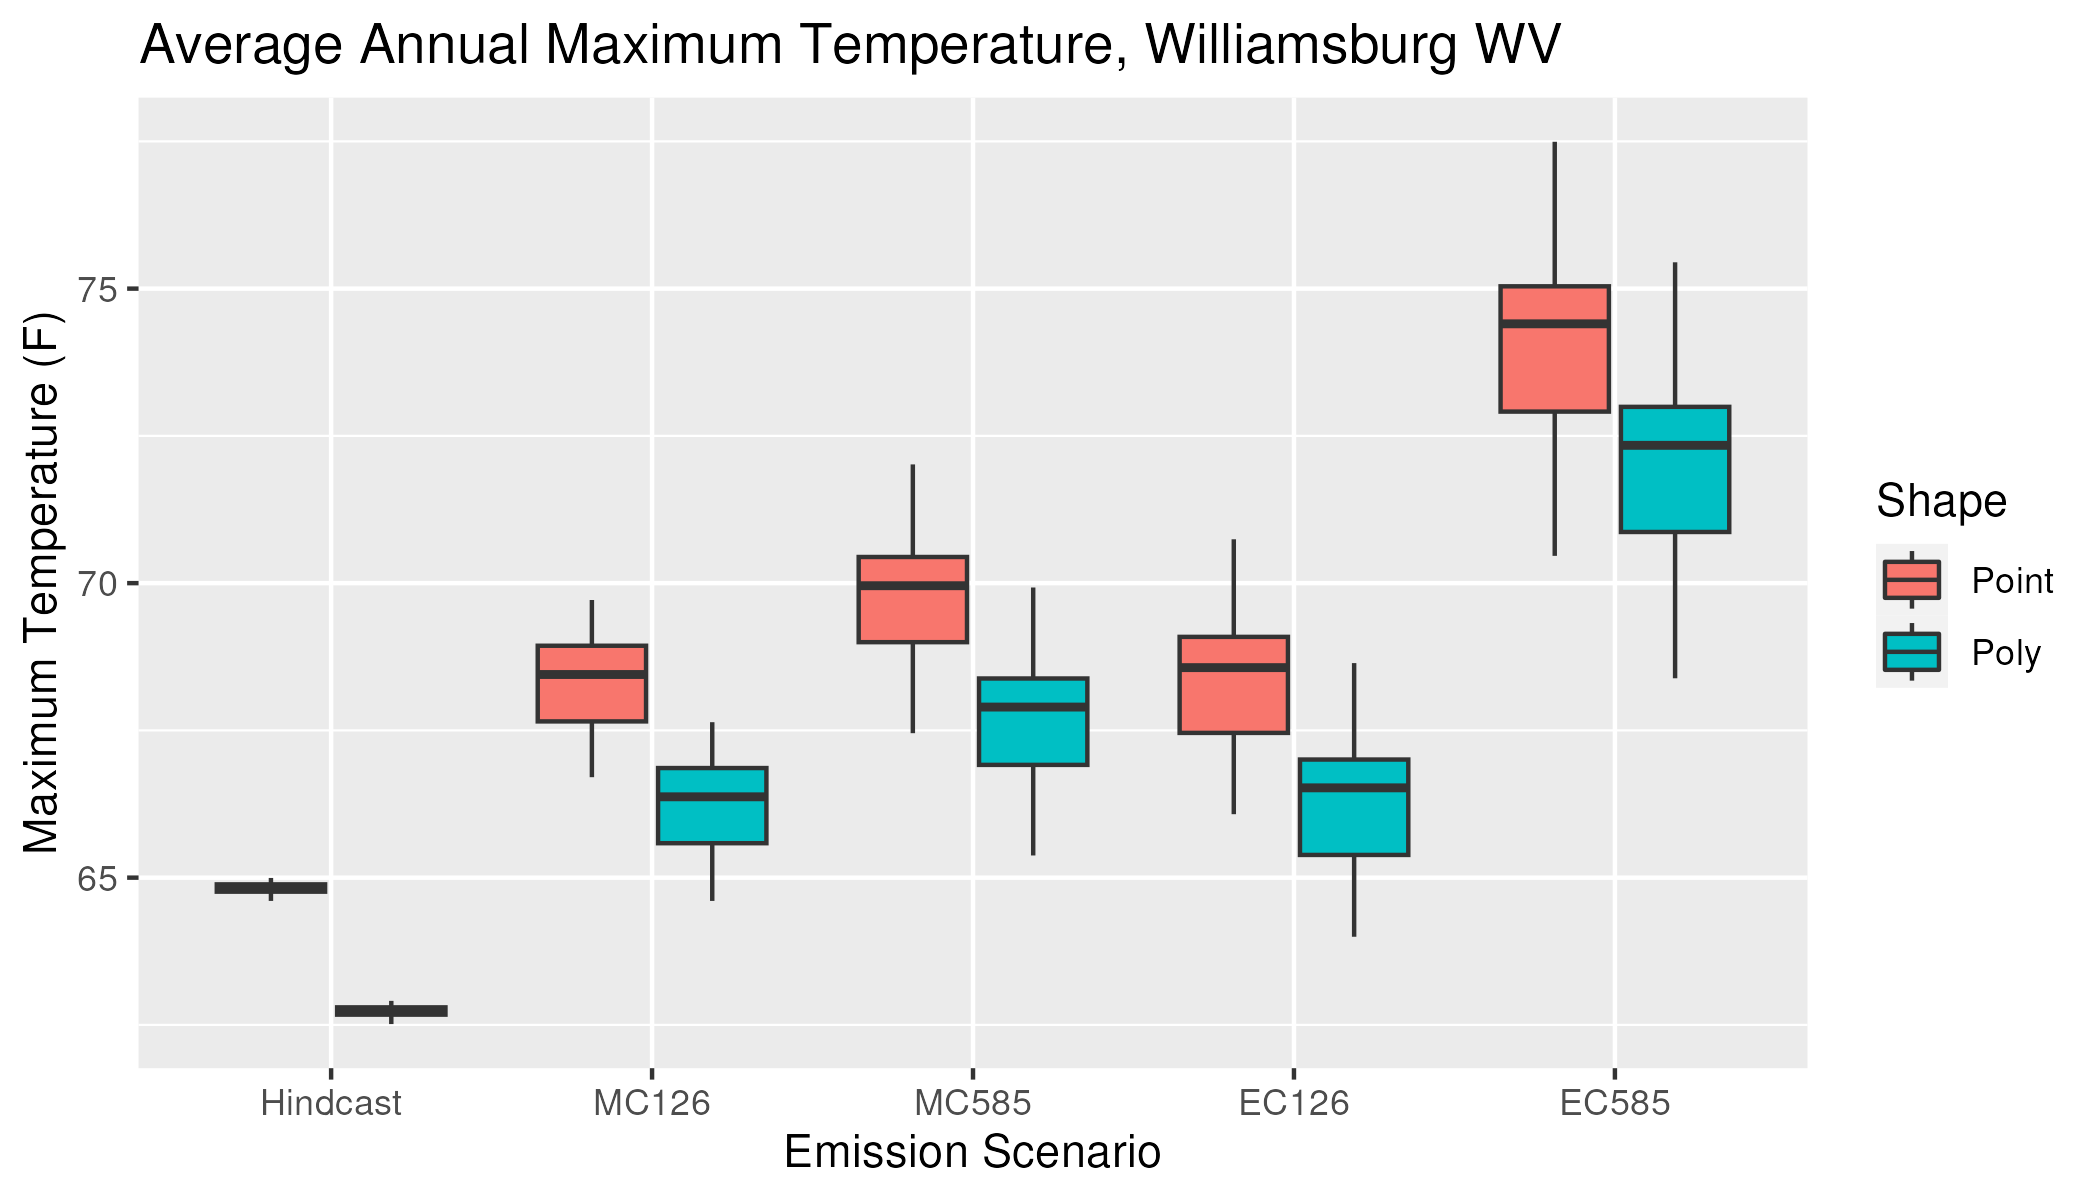 Average Annual Maximum Temperature, Williamsburg WV
Maximum Temperature (F)
75
70
65
Hindcast
MC126
MC585
EC126
EC585
Emission Scenario
Shape
Point
Poly